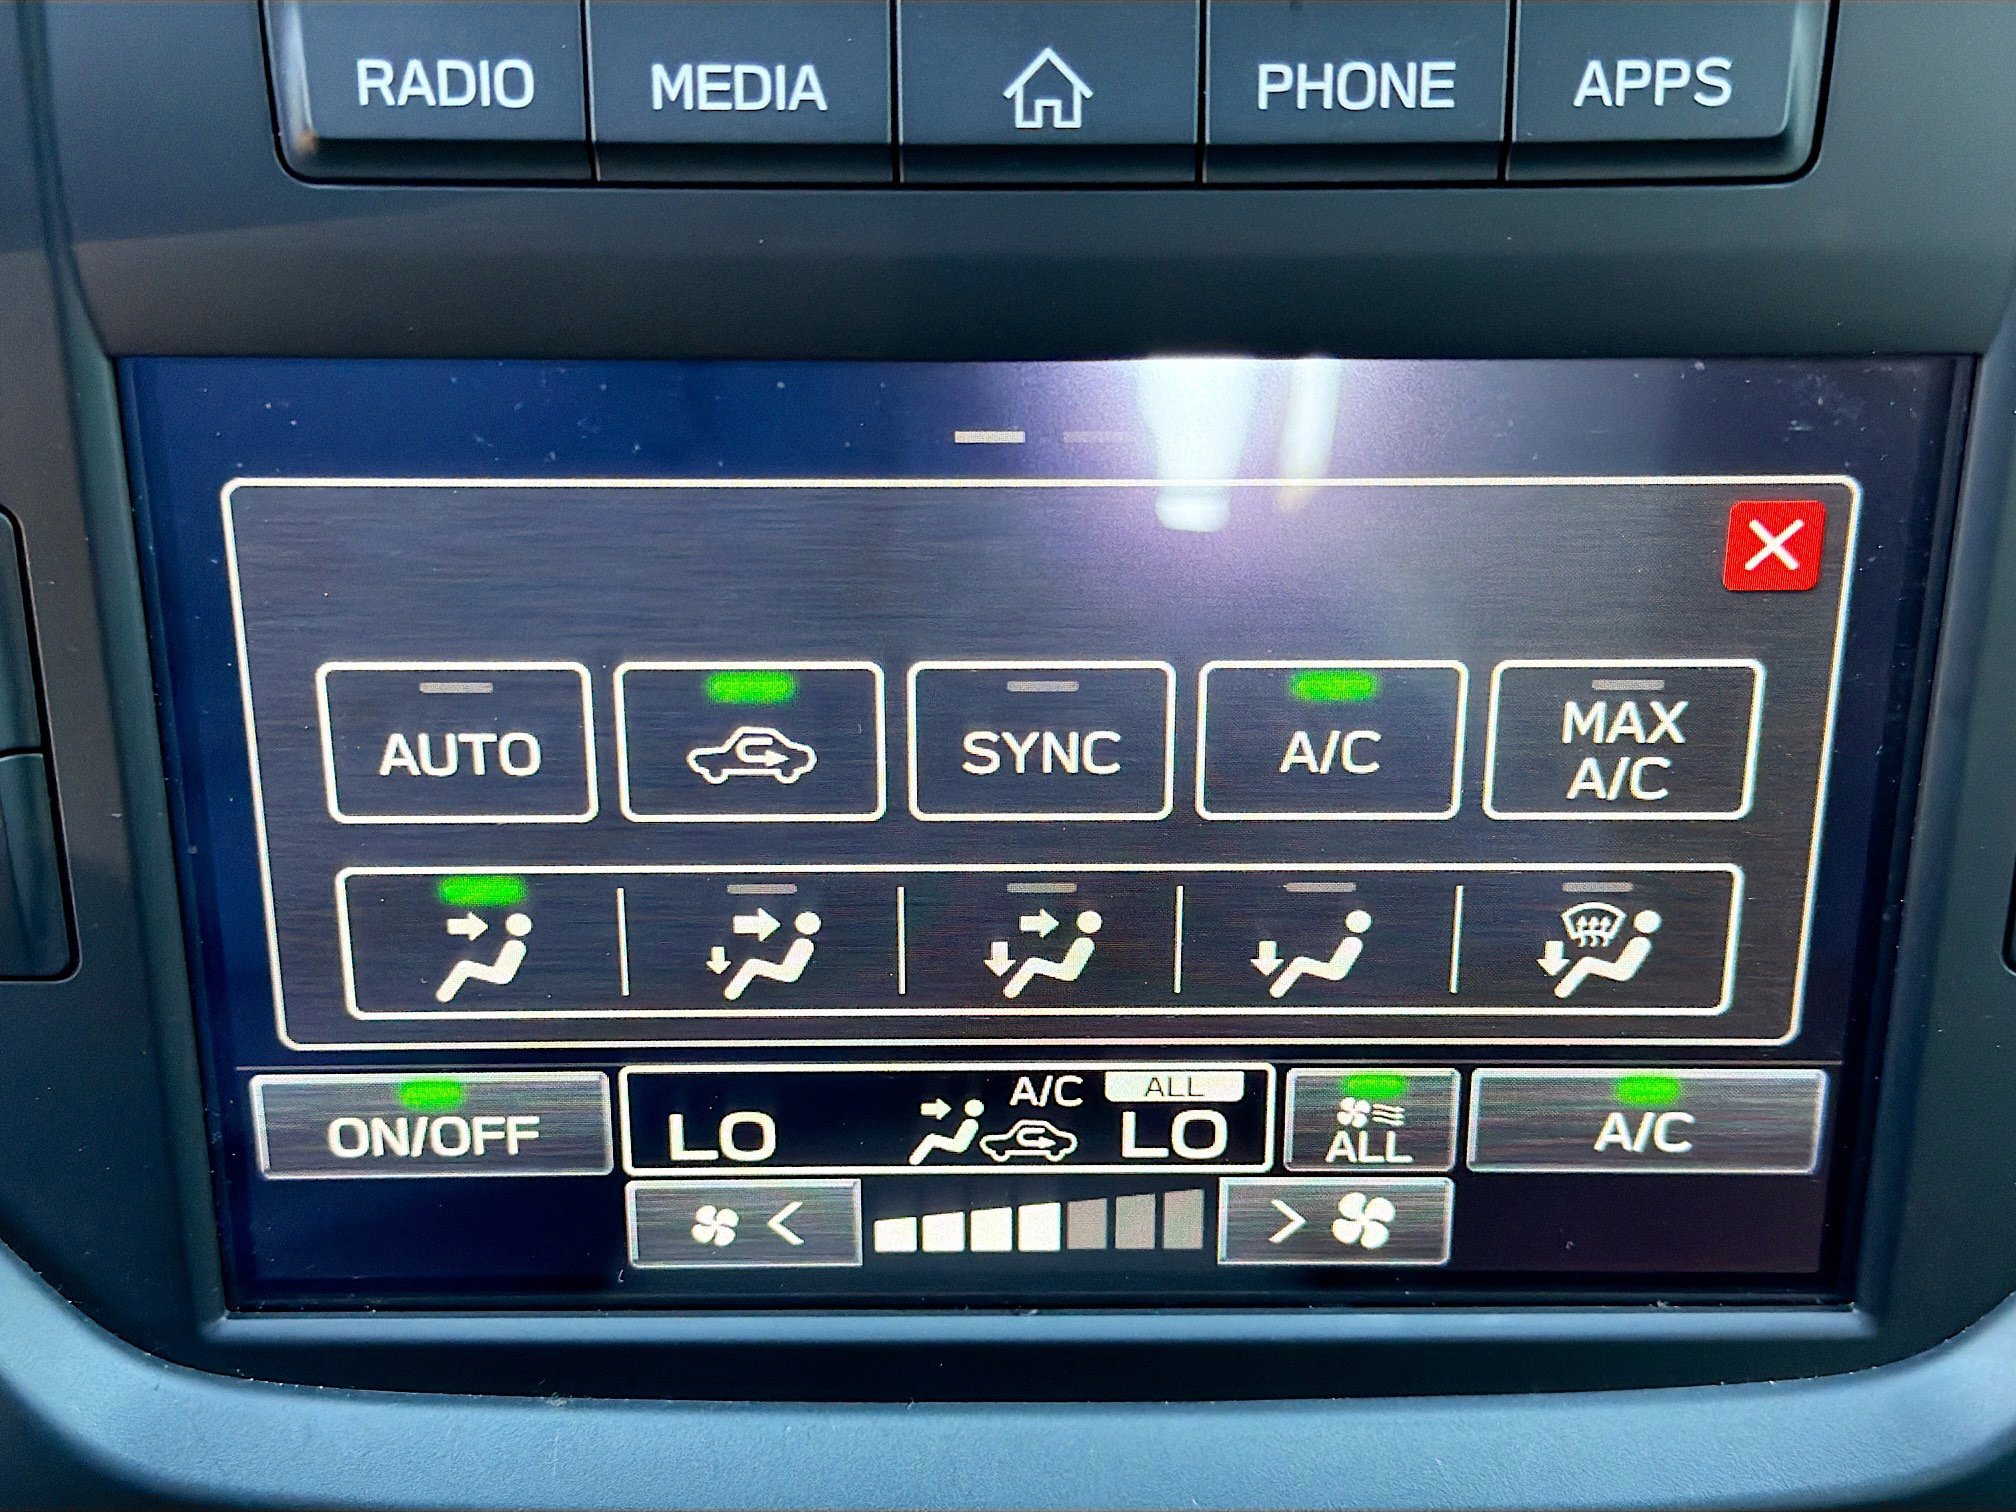 RADIO MEDIA PHONE APPS
AUTO SYNC A/C MAX A/C
ON/OFF LO A/C ALL LO ALL A/C